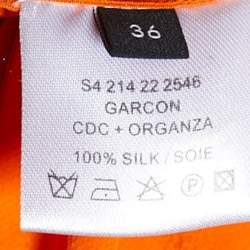 36
S4 214 22 2546
GARCON
CDC + ORGANZA
100% SILK / SOIE
P